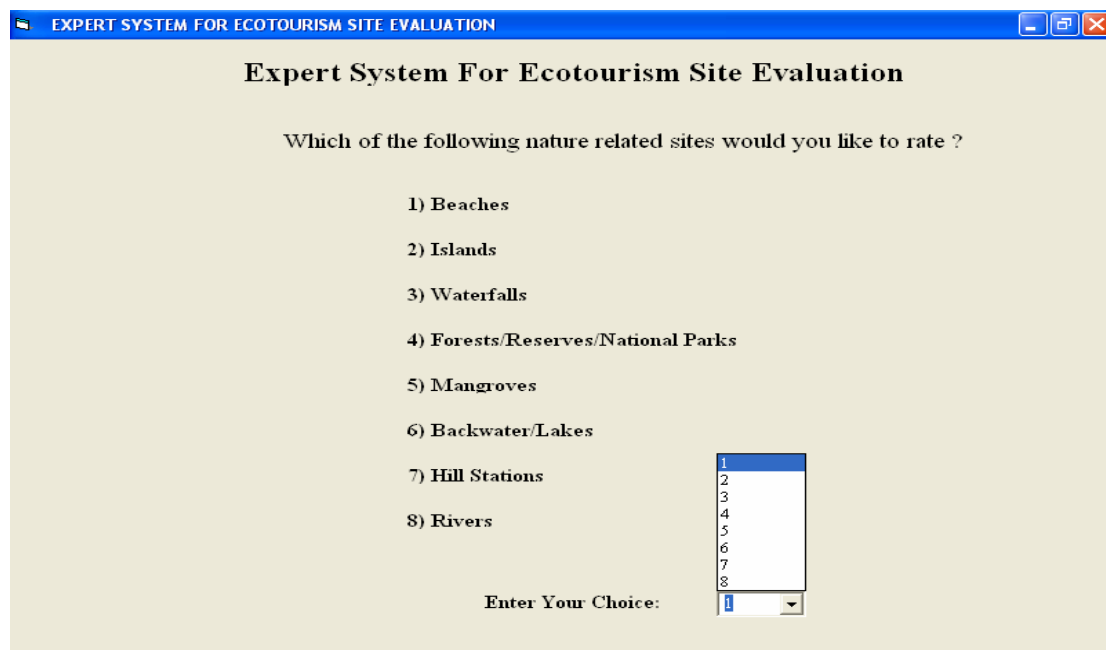 EXPERT SYSTEM FOR ECOTOURISM SITE EVALUATION
Expert System For Ecotourism Site Evaluation
Which of the following nature related sites would you like to rate ?
1) Beaches
2) Islands
3) Waterfalls
4) Forests/Reserves/National Parks
5) Mangroves
6) Backwater/Lakes
7) Hill Stations
8) Rivers
1
2
3
4
5
6
7
8
Enter Your Choice: 1